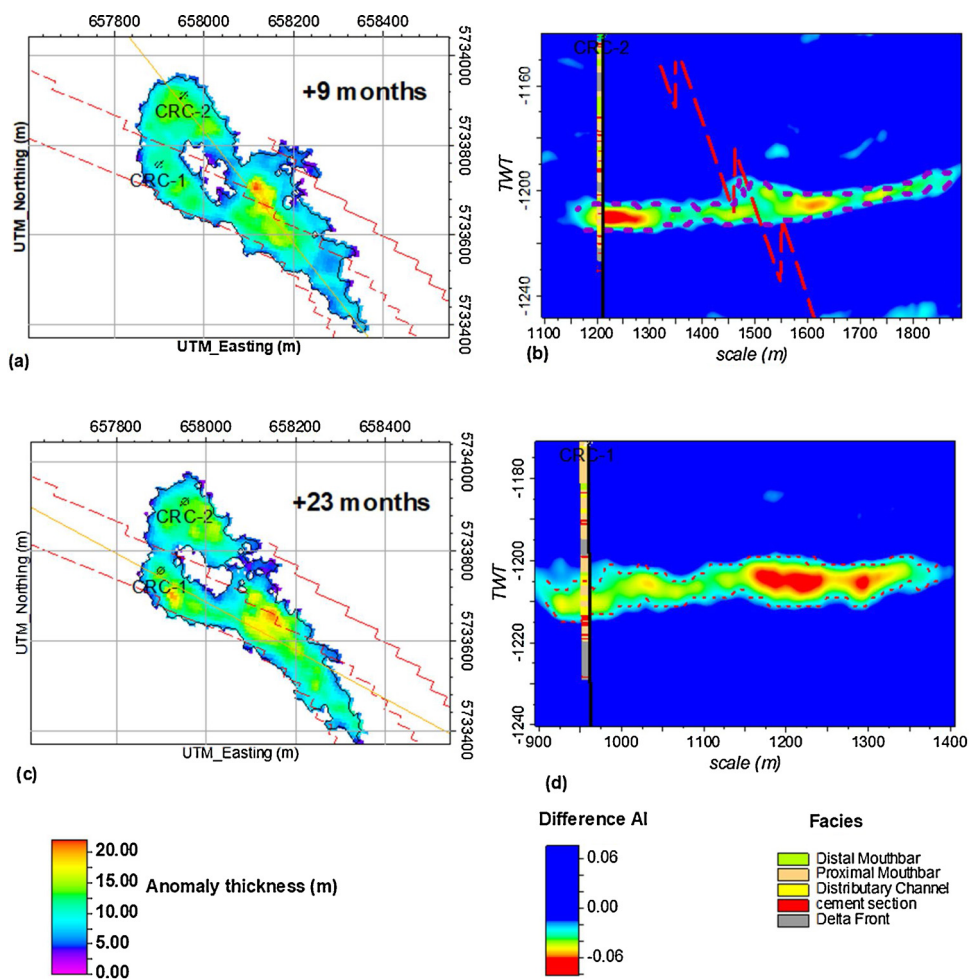 657800 658000 658200 658400
+9 months
CRC-2
CRC-1
UTM_Northing (m)
5734000
5733800
5733600
5733400
UTM_Easting (m)
(a)
CRC-2
TWT
-1160
-1200
-1240
1100 1200 1300 1400 1500 1600 1700 1800
scale (m)
(b)
657800 658000 658200 658400
+23 months
CRC-2
CRC-1
UTM_Northing (m)
5734000
5733800
5733600
5733400
UTM_Easting (m)
(c)
CRC-1
TWT
-1180
-1200
-1220
-1240
900 1000 1100 1200 1300 1400
scale (m)
(d)
20.00
15.00
10.00
5.00
0.00
Anomaly thickness (m)
Difference AI
0.06
0.00
-0.06
Facies
Distal Mouthbar
Proximal Mouthbar
Distributary Channel
cement section
Delta Front